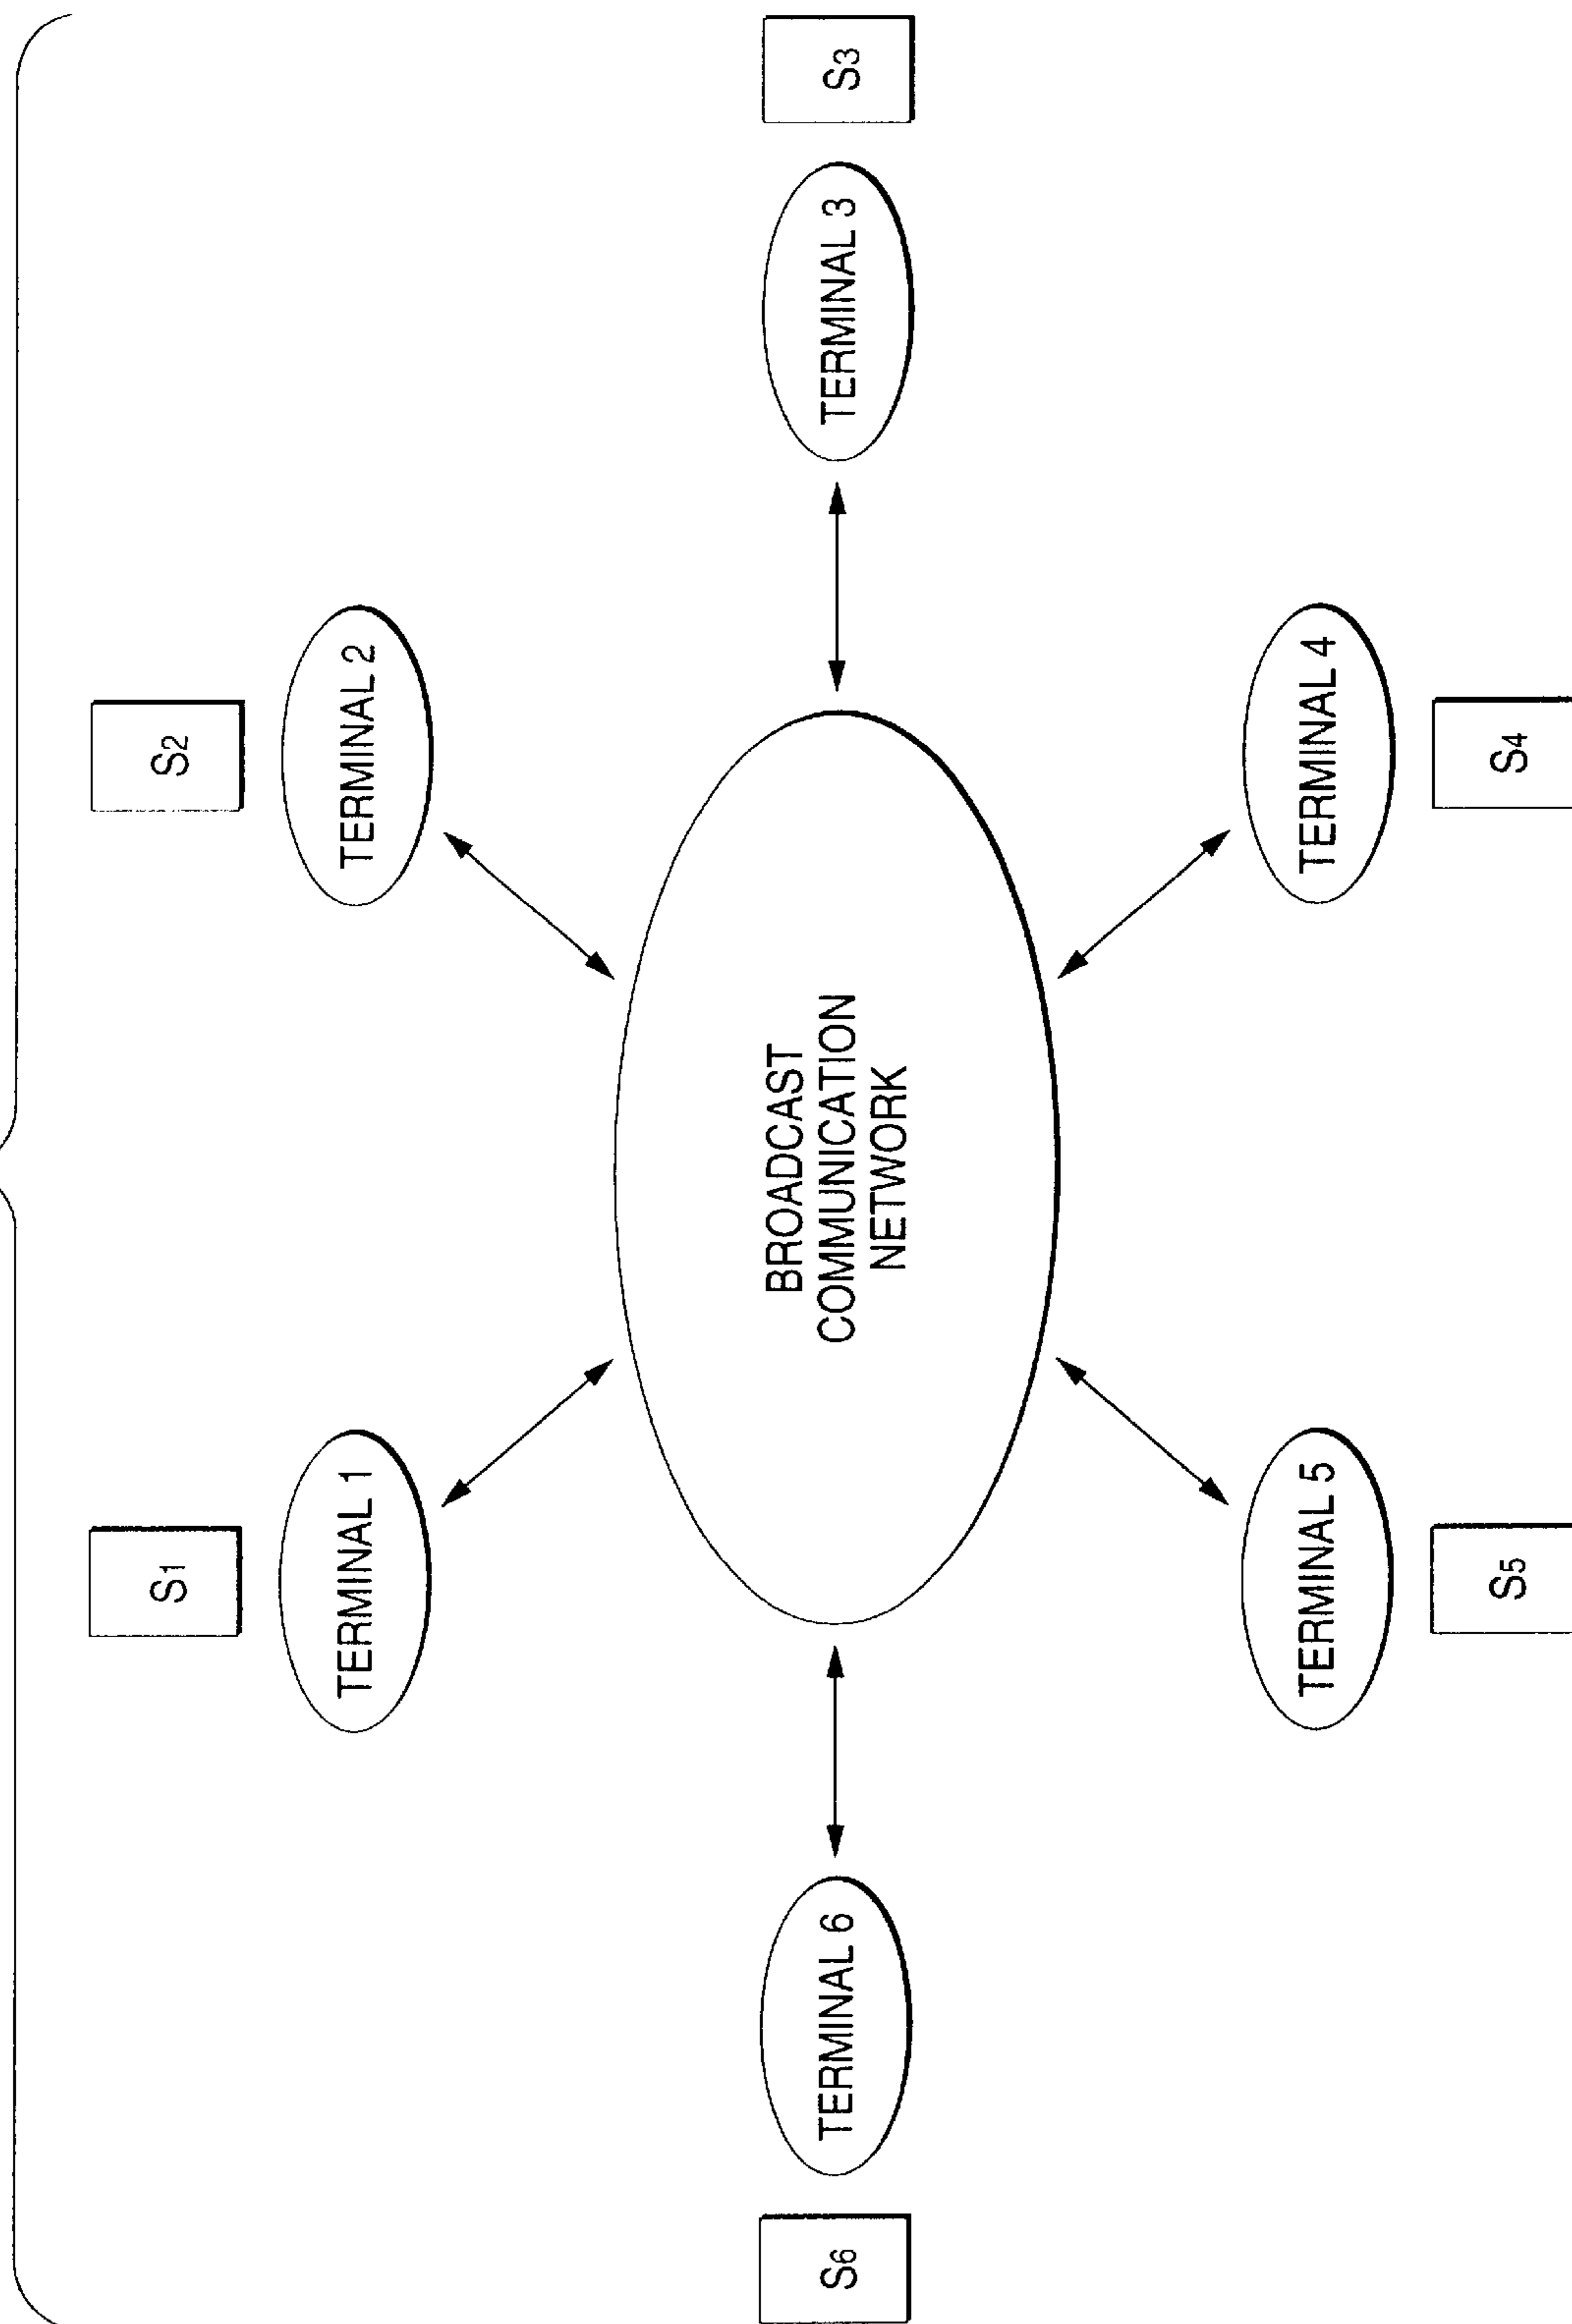 S1
TERMINAL 1
S2
TERMINAL 2
S6
TERMINAL 6
BROADCAST
COMMUNICATION
NETWORK
TERMINAL 3
S3
TERMINAL 5
S5
TERMINAL 4
S4